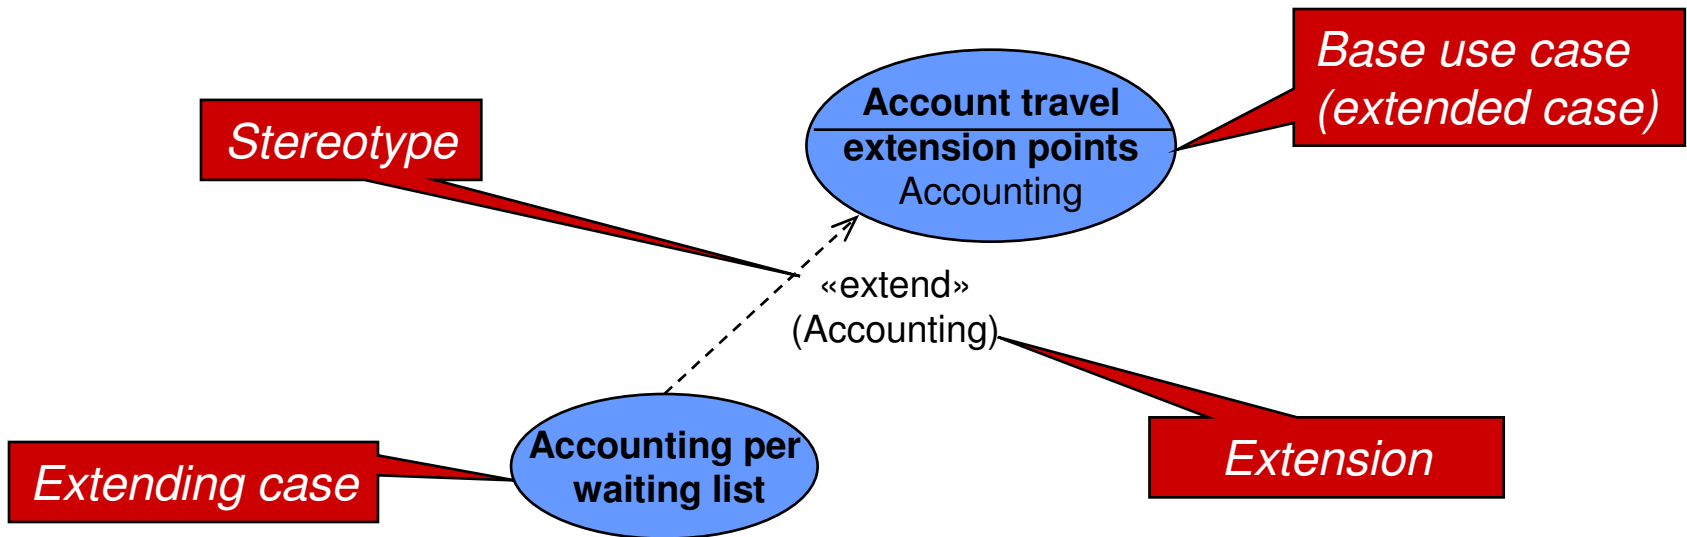 Base use case
(extended case)
Account travel
extension points
Accounting
Stereotype
«extend»
(Accounting)
Accounting per
waiting list
Extending case
Extension